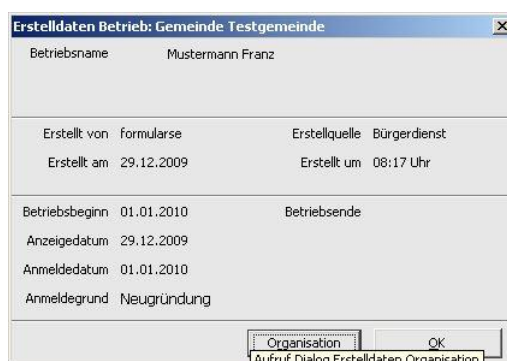 Erstelldaten Betrieb: Gemeinde Testgemeinde
Betriebsname Mustermann Franz
Erstellt von formularse Erstellquelle Bürgerdienst
Erstellt am 29.12.2009 Erstellt um 08:17 Uhr
Betriebsbeginn 01.01.2010 Betriebsende
Anzeigedatum 29.12.2009
Anmeldedatum 01.01.2010
Anmeldegrund Neugründung
Organisation OK
Aufruf Dialog Erstelldaten Organisation